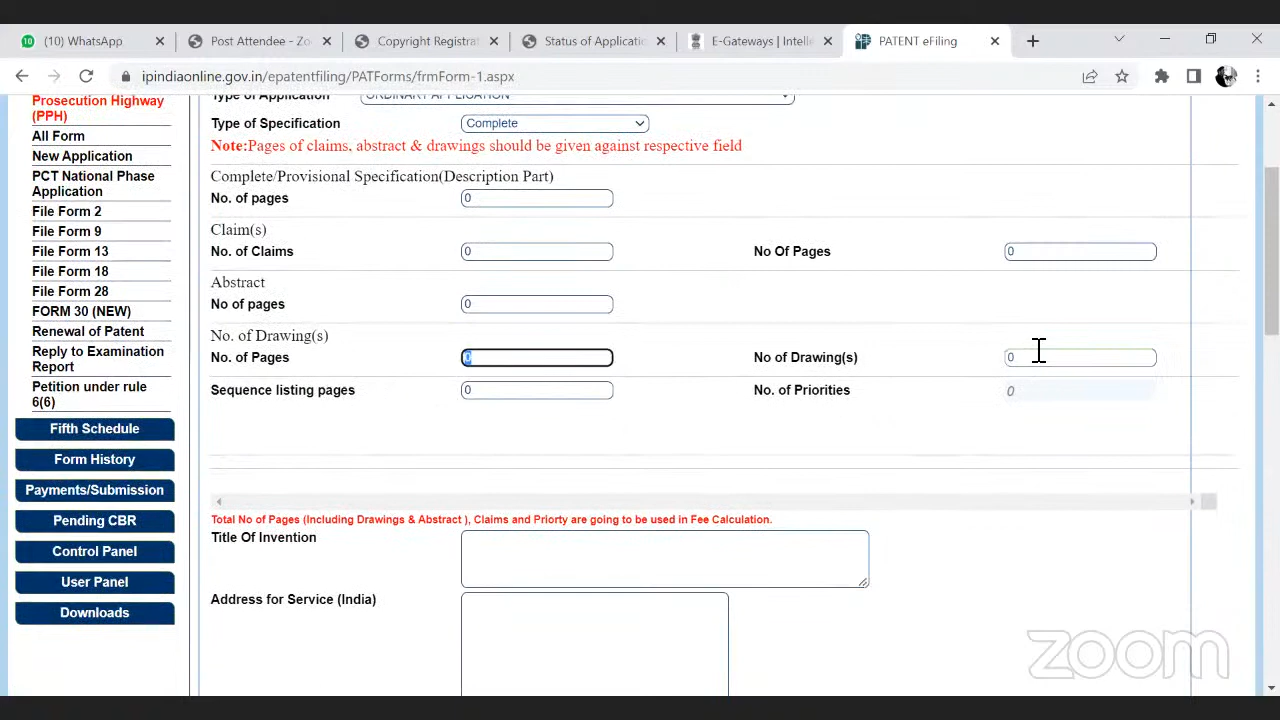 (10) WhatsApp
Post Attendee - Zo
Copyright Registrat
Status of Applicatio
E-Gateways | Intelle
PATENT eFiling
ipindiaonline.gov.in/epatentfiling/PATForms/frmForm-1.aspx
Prosecution Highway
(PPH)
All Form
New Application
PCT National Phase
Application
File Form 2
File Form 9
File Form 13
File Form 18
File Form 28
FORM 30 (NEW)
Renewal of Patent
Reply to Examination
Report
Petition under rule
6(6)
Fifth Schedule
Form History
Payments/Submission
Pending CBR
Control Panel
User Panel
Downloads
Type of Application ORDINARY APPLICATION
Type of Specification Complete
Note:Pages of claims, abstract & drawings should be given against respective field
Complete/Provisional Specification(Description Part)
No. of pages 0
Claim(s)
No. of Claims 0 No Of Pages 0
Abstract
No of pages 0
No. of Drawing(s)
No. of Pages 0 No of Drawing(s) 0
Sequence listing pages 0 No. of Priorities 0
Total No of Pages (Including Drawings & Abstract ), Claims and Priorty are going to be used in Fee Calculation.
Title Of Invention
Address for Service (India)
zoom